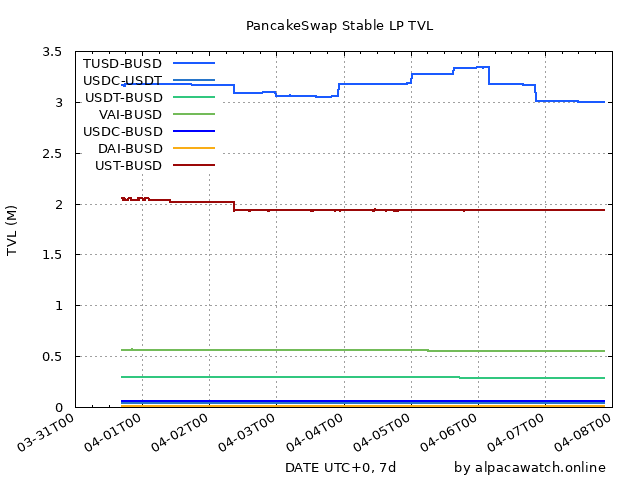 PancakeSwap Stable LP TVL
3.5
3
2.5
2
1.5
1
0.5
0
TVL (M)
TUSD-BUSD
USDC-USDT
USDT-BUSD
VAI-BUSD
USDC-BUSD
DAI-BUSD
UST-BUSD
03-31T00
04-01T00
04-02T00
04-03T00
04-04T00
04-05T00
04-06T00
04-07T00
04-08T00
DATE UTC+0, 7d
by alpacawatch.online